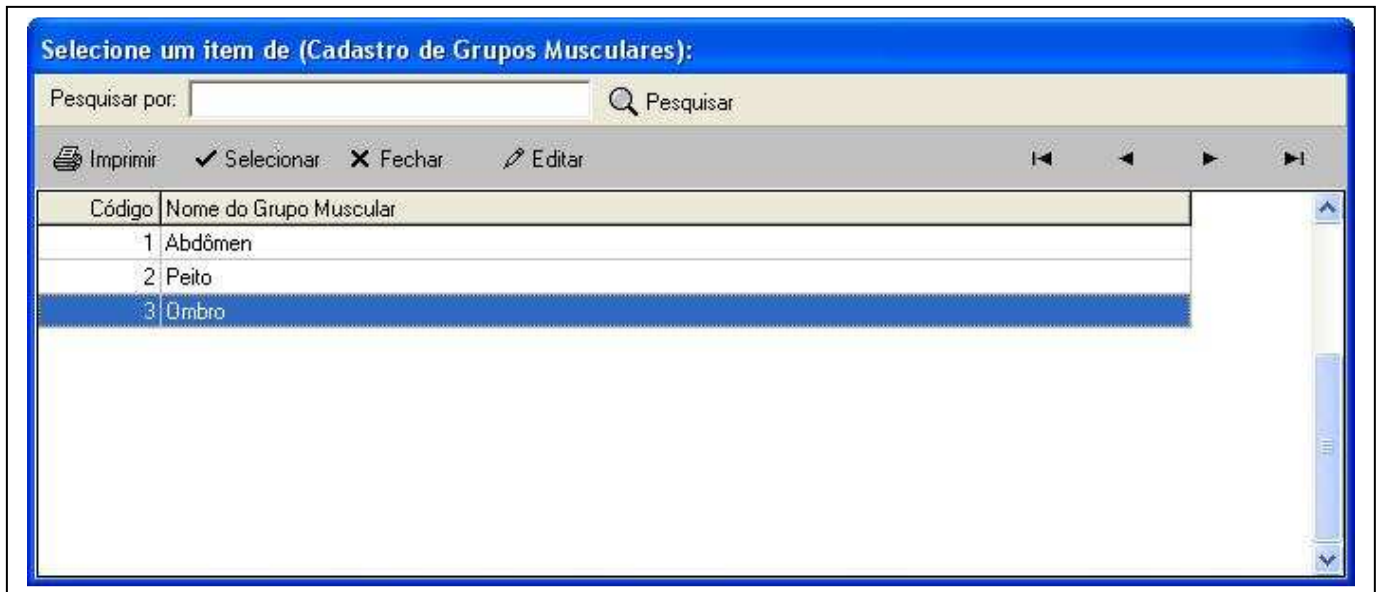 Selecione um item de (Cadastro de Grupos Musculares):
Pesquisar por: Pesquisar
Imprimir Selecionar Fechar Editar
Código Nome do Grupo Muscular
1 Abdômen
2 Peito
3 Ombro